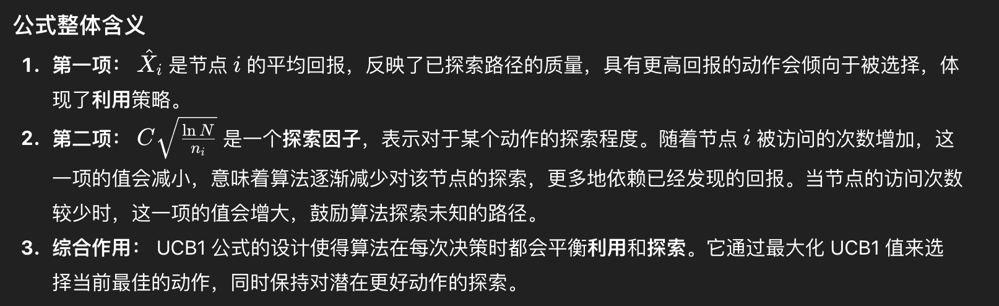 公式整体含义
1. 第一项： $\hat{X}_i$ 是节点 $i$ 的平均回报，反映了已探索路径的质量，具有更高回报的动作会倾向于被选择，体
现了利用策略。
2. 第二项： $C\sqrt{\frac{\ln N}{n_i}}$ 是一个探索因子，表示对于某个动作的探索程度。随着节点 $i$ 被访问的次数增加，这
一项的值会减小，意味着算法逐渐减少对该节点的探索，更多地依赖已经发现的回报。当节点的访问次数
较少时，这一项的值会增大，鼓励算法探索未知的路径。
3. 综合作用： UCB1 公式的设计使得算法在每次决策时都会平衡利用和探索。它通过最大化 UCB1 值来选
择当前最佳的动作，同时保持对潜在更好动作的探索。